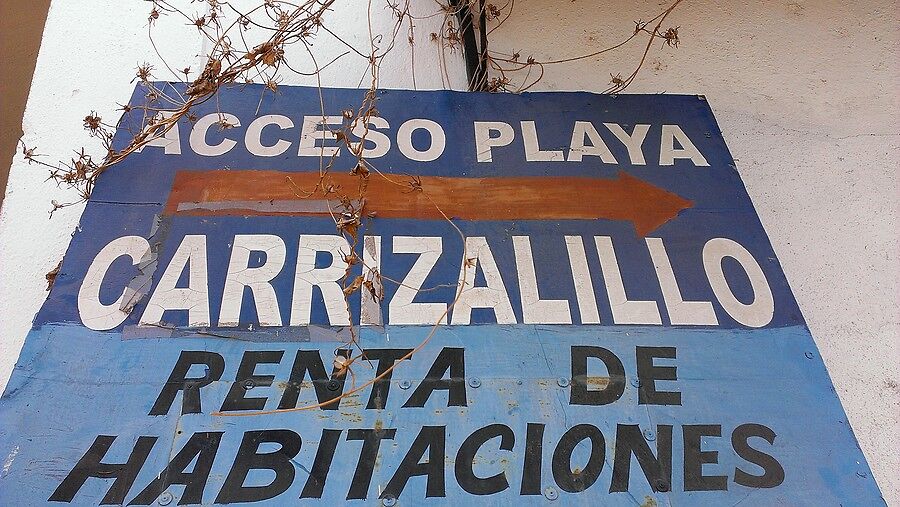 ACCESO PLAYA
CARRIZALILLO
RENTA DE
HABITACIONES